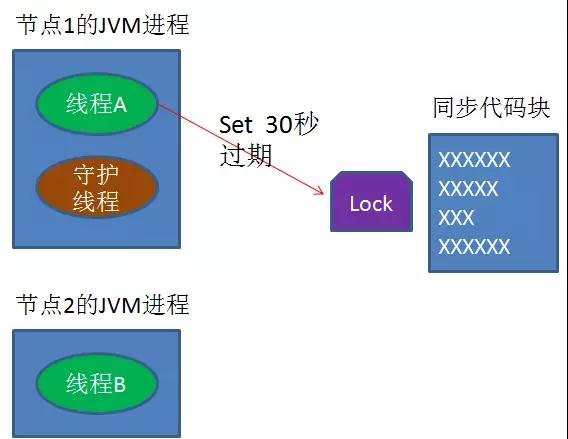 节点1的JVM进程
线程A
守护
线程
Set 30秒
过期
Lock
同步代码块
XXXXXX
XXXXX
XXX
XXXXXX
节点2的JVM进程
线程B